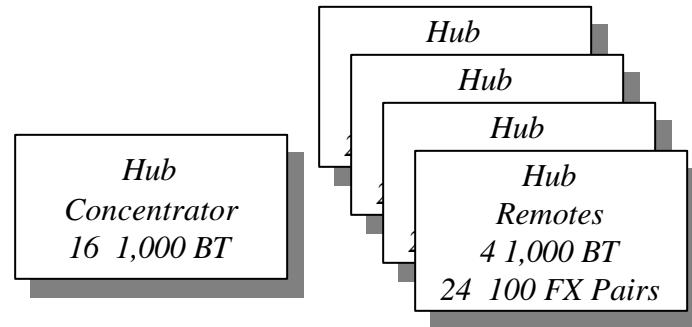 Hub
Concentrator
16 1,000 BT
Hub
Hub
Hub
Hub
Remotes
4 1,000 BT
24 100 FX Pairs